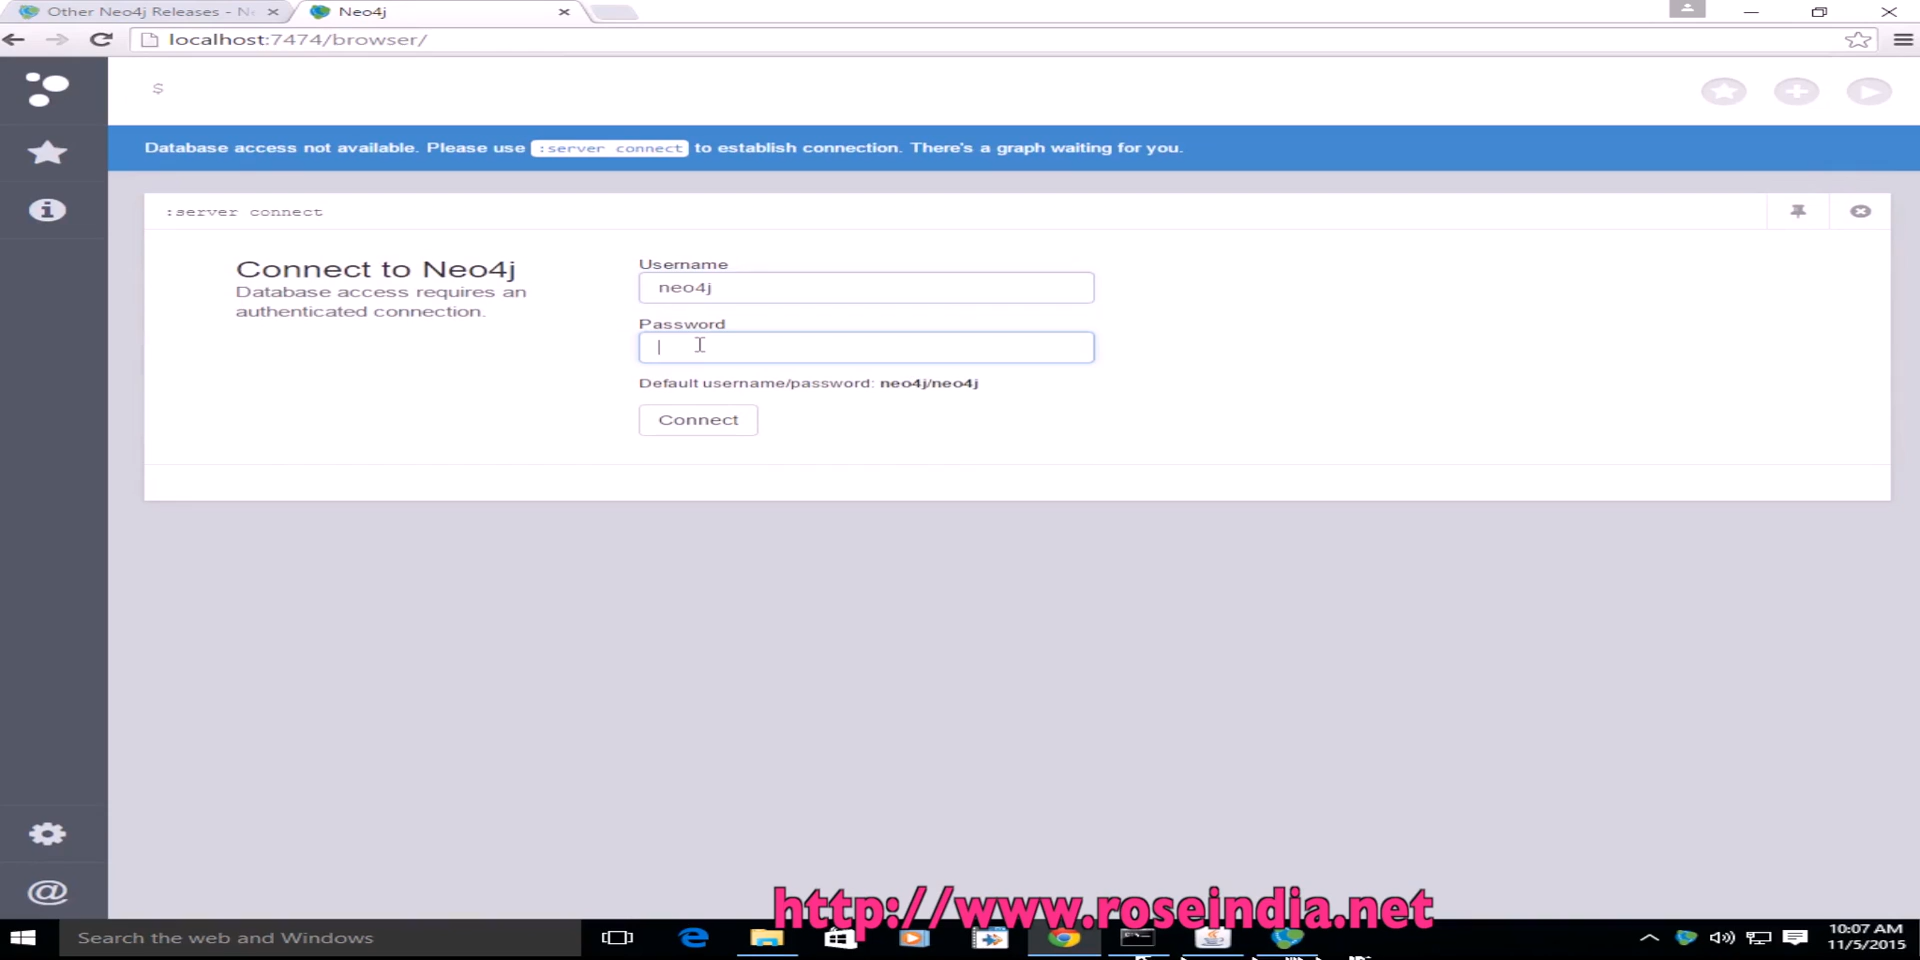 Other Neo4j Releases - Ne
Neo4j
localhost:7474/browser/
$
Database access not available. Please use :server connect to establish connection. There's a graph waiting for you.
:server connect
Connect to Neo4j
Database access requires an
authenticated connection.
Username
neo4j
Password
Default username/password: neo4j/neo4j
Connect
http://www.roseindia.net
Search the web and Windows
10:07 AM
11/5/2015